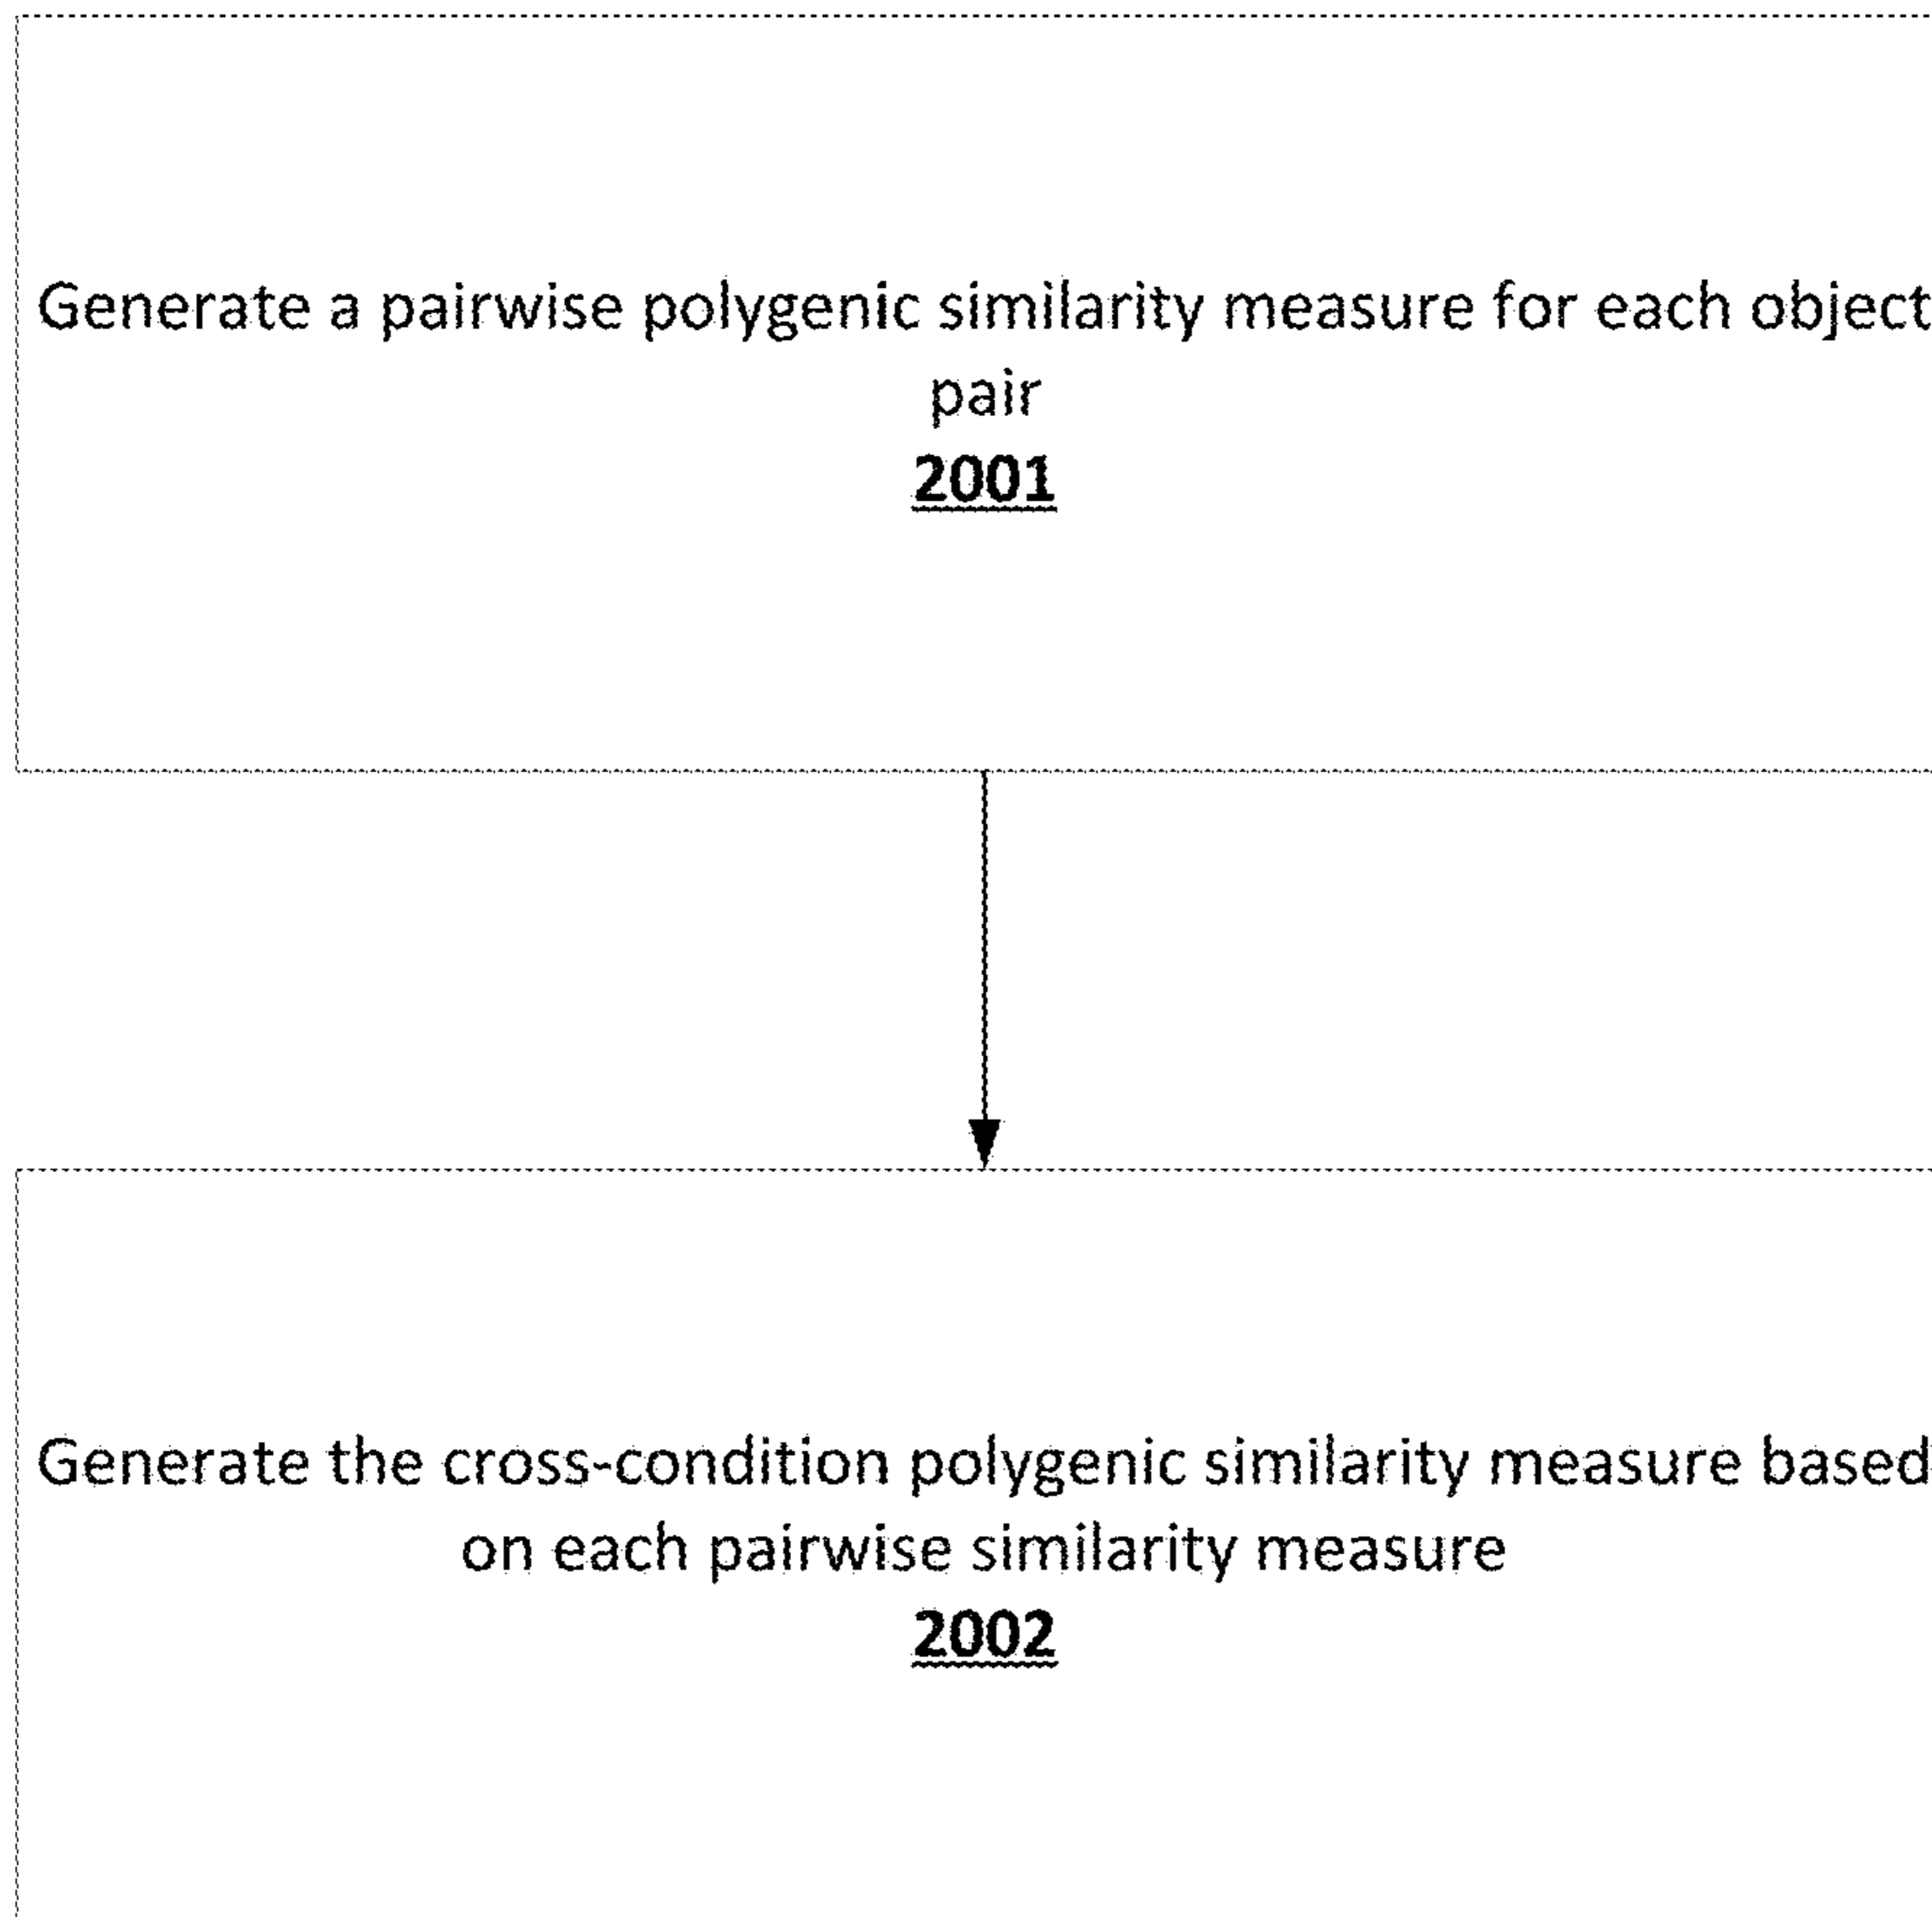 Generate a pairwise polygenic similarity measure for each object
pair
2001
Generate the cross-condition polygenic similarity measure based
on each pairwise similarity measure
2002